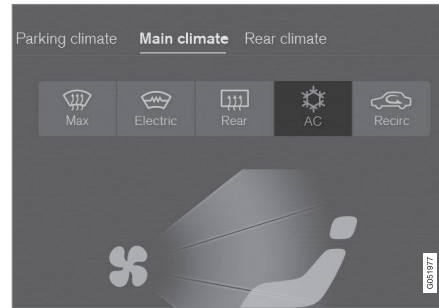 Parking climate Main climate Rear climate
Max Electric Rear AC Recirc
G051977